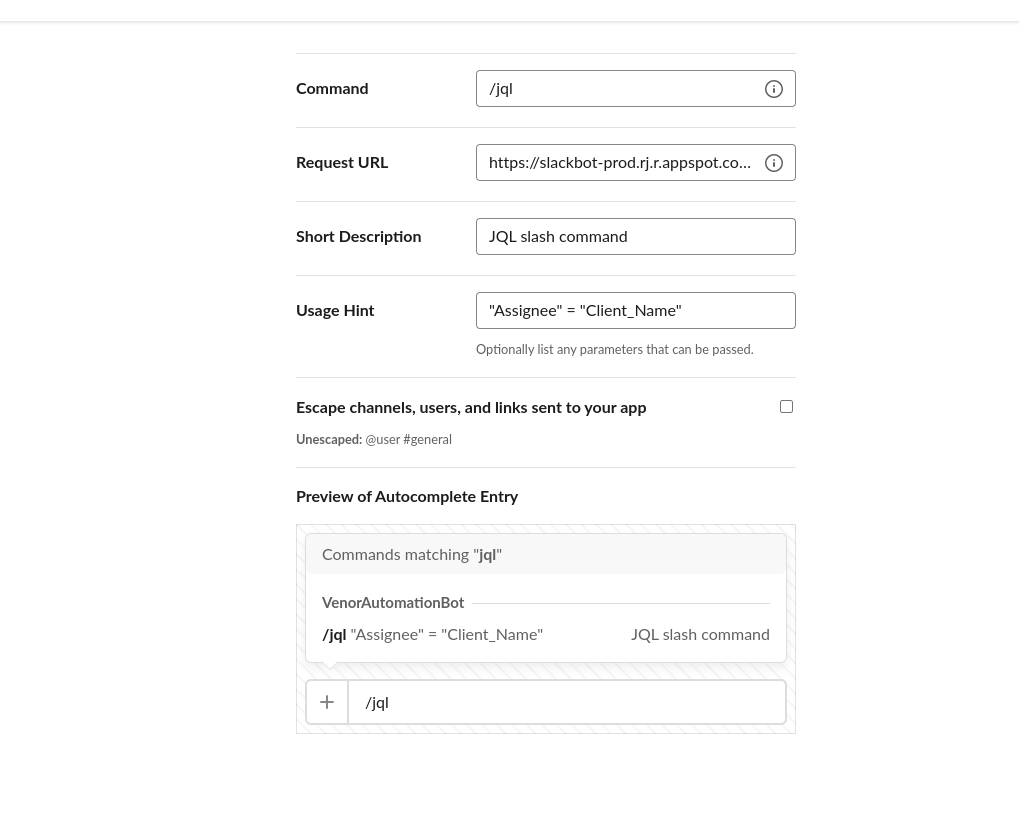 Command /jql
Request URL https://slackbot-prod.rj.r.appspot.co...
Short Description JQL slash command
Usage Hint "Assignee" = "Client_Name"
Optionally list any parameters that can be passed.
Escape channels, users, and links sent to your app
Unescaped: @user #general
Preview of Autocomplete Entry
Commands matching "jql"
VenorAutomationBot
/jql "Assignee" = "Client_Name" JQL slash command
/jql